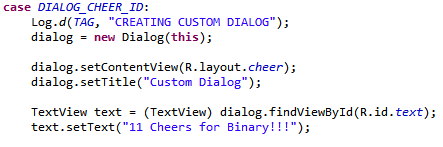 case DIALOG_CHEER_ID:
Log.d(TAG, "CREATING CUSTOM DIALOG");
dialog = new Dialog(this);
dialog.setContentView(R.layout.cheer);
dialog.setTitle("Custom Dialog");
TextView text = (TextView) dialog.findViewById(R.id.text);
text.setText("11 Cheers for Binary!!!");